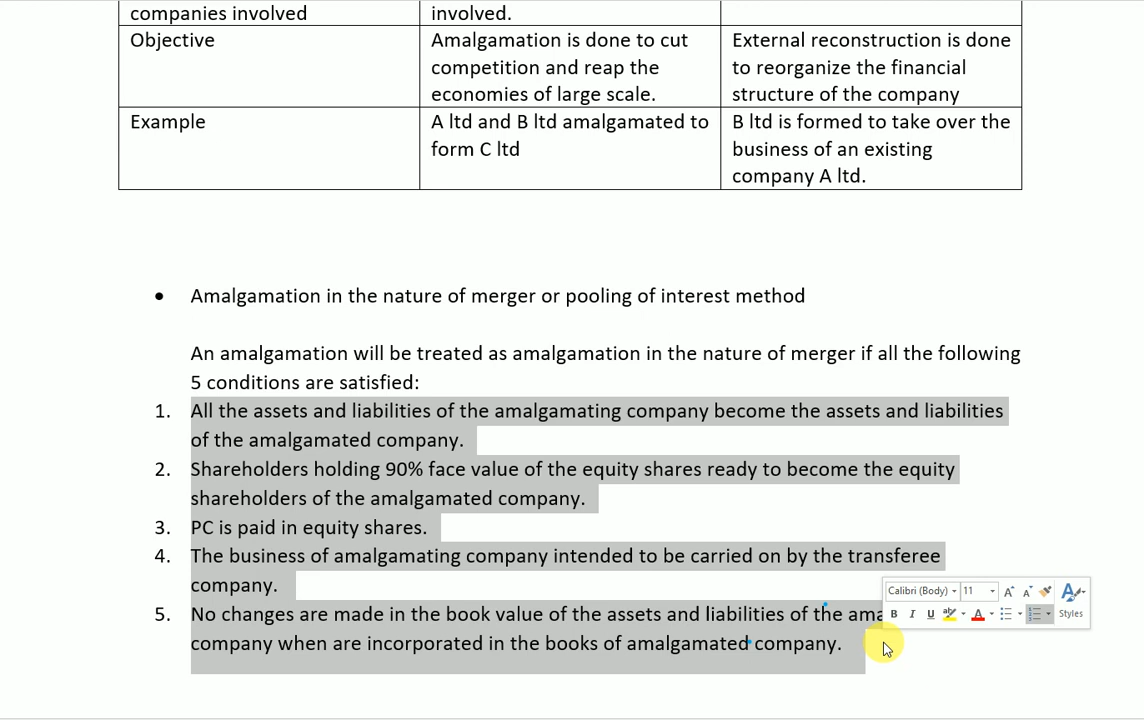 companies involved
involved.
Objective
Amalgamation is done to cut
competition and reap the
economies of large scale.
External reconstruction is done
to reorganize the financial
structure of the company
Example
A ltd and B ltd amalgamated to
form C ltd
B ltd is formed to take over the
business of an existing
company A ltd.
• Amalgamation in the nature of merger or pooling of interest method
An amalgamation will be treated as amalgamation in the nature of merger if all the following
5 conditions are satisfied:
1. All the assets and liabilities of the amalgamating company become the assets and liabilities
of the amalgamated company.
2. Shareholders holding 90% face value of the equity shares ready to become the equity
shareholders of the amalgamated company.
3. PC is paid in equity shares.
4. The business of amalgamating company intended to be carried on by the transferee
company.
5. No changes are made in the book value of the assets and liabilities of the ama
company when are incorporated in the books of amalgamated company.
Calibri (Body) 11
B I U ab A Styles